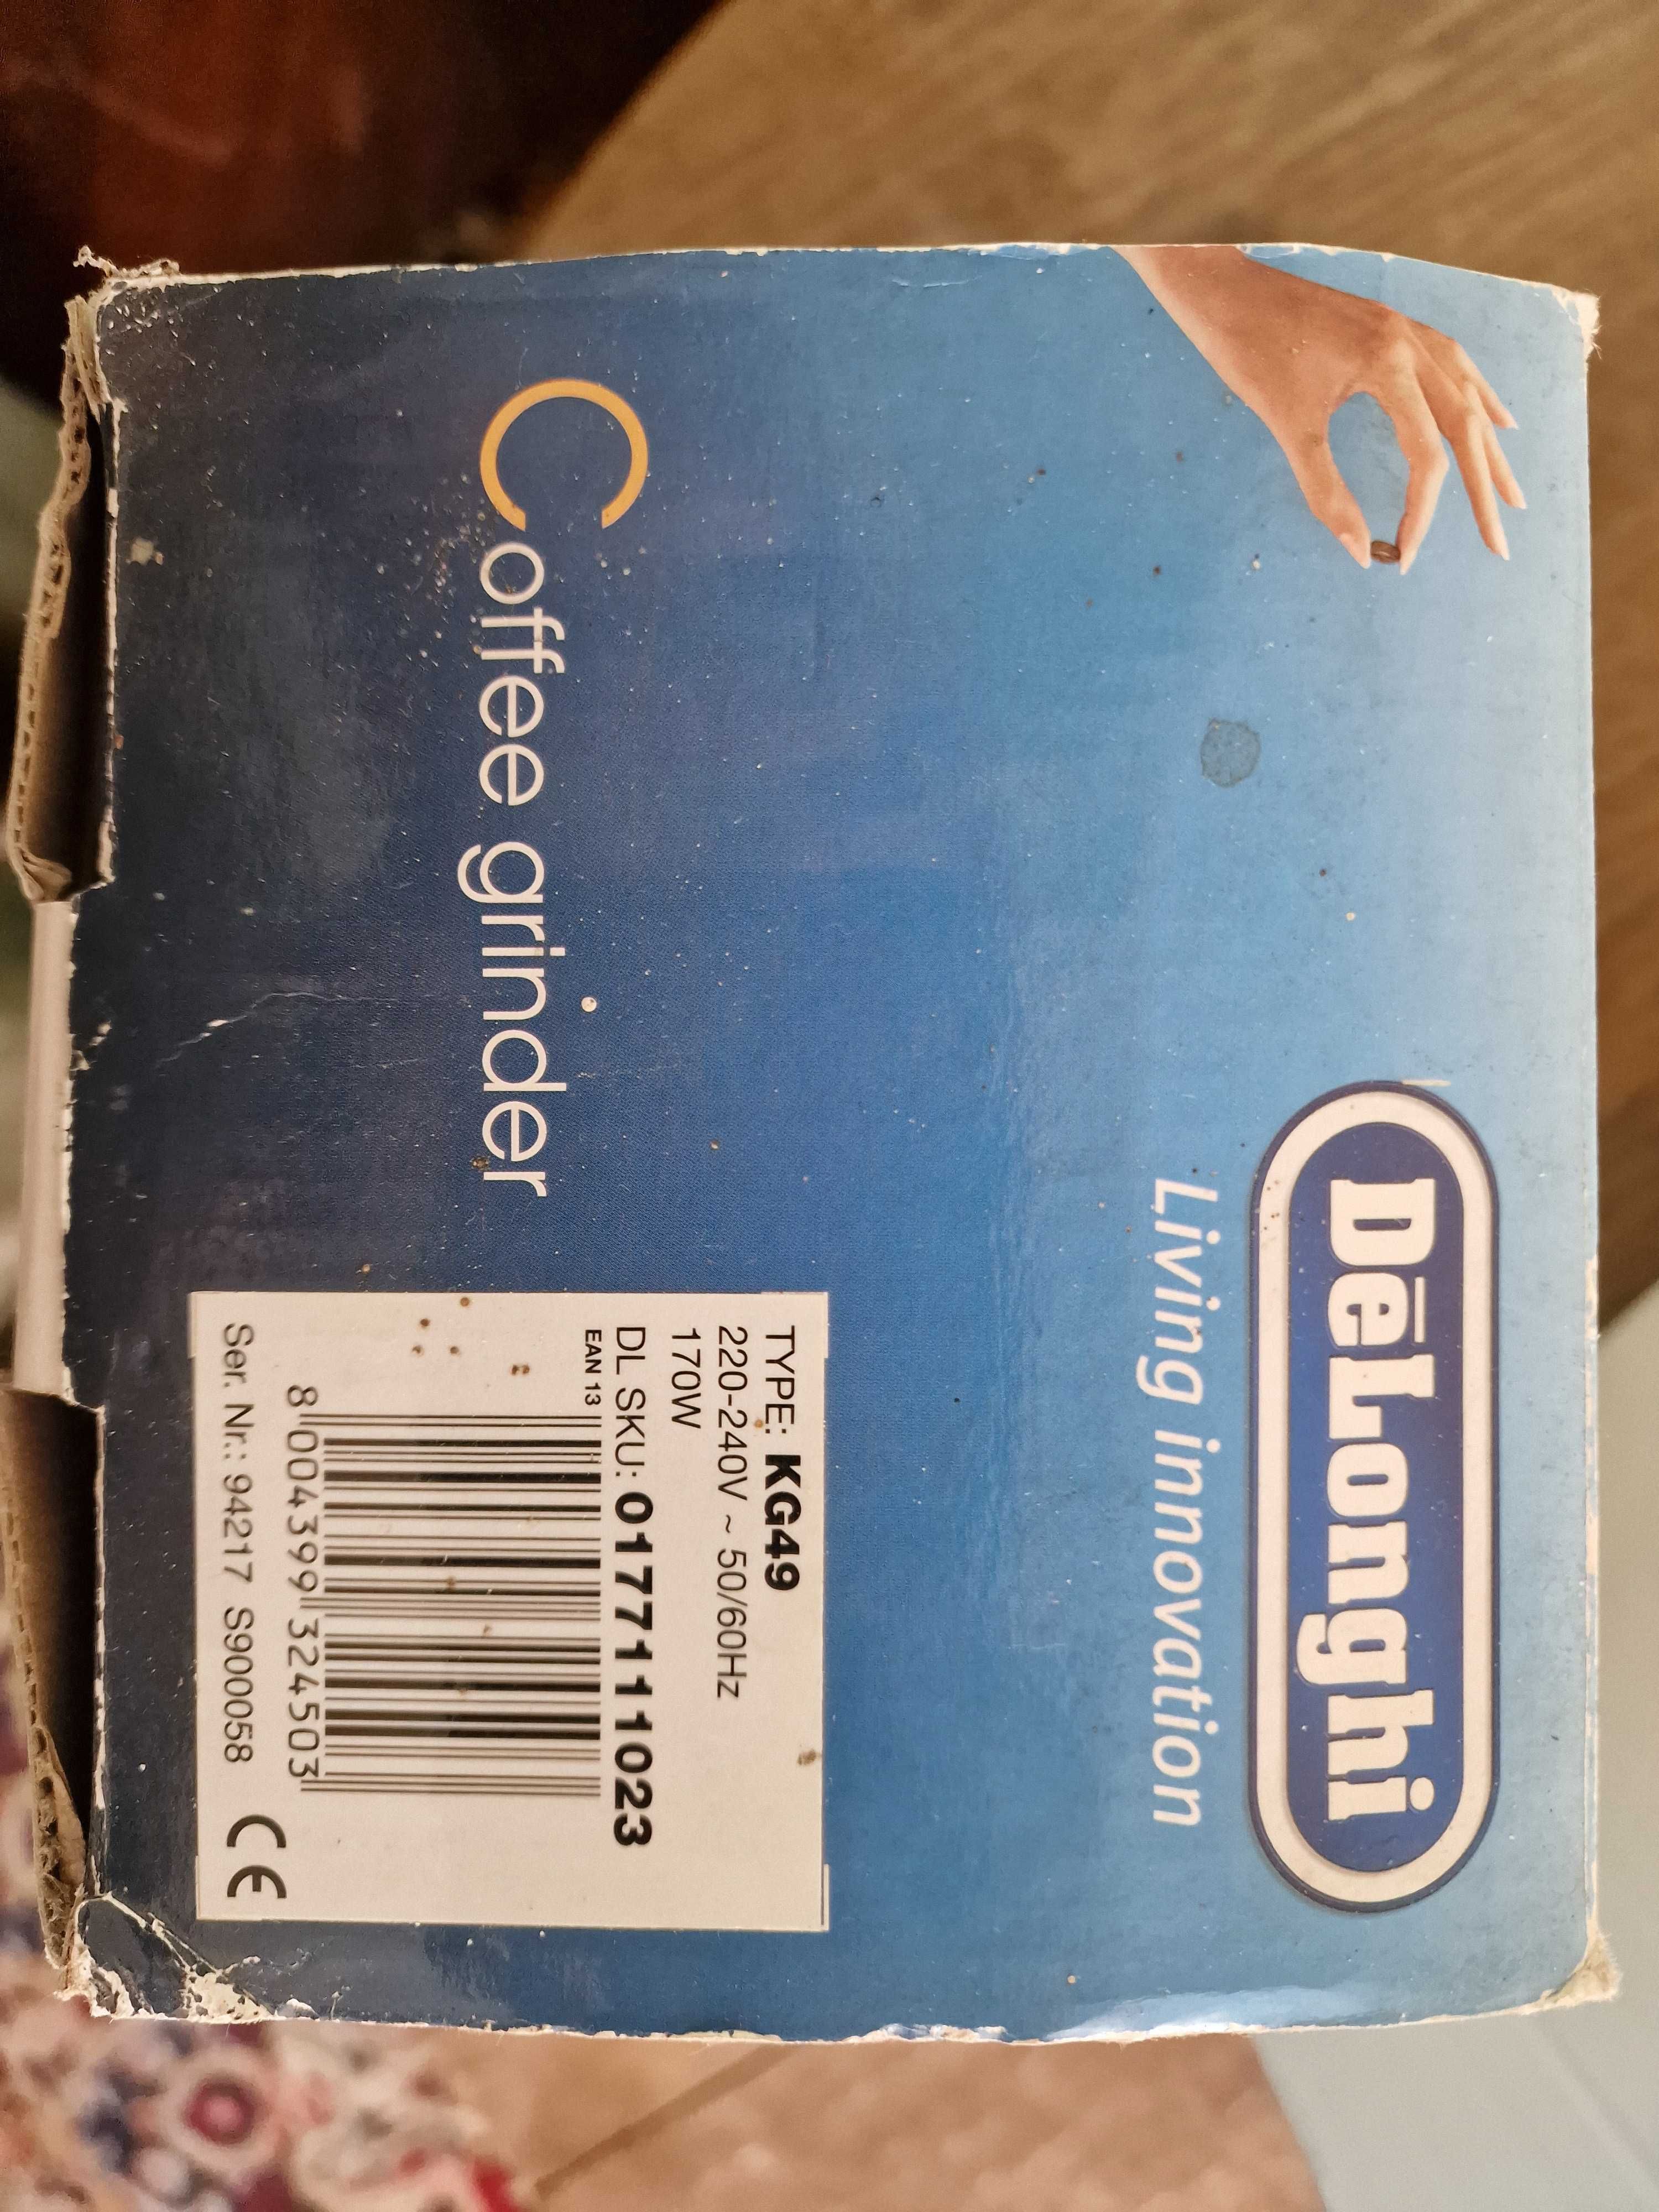 DeLonghi
Living innovation
Coffee grinder
TYPE: KG49
220-240V ~ 50/60Hz
170W
DL SKU: 0177111023
EAN 13
8 004399 324503
Ser. Nr.: 94217 S900058 CE